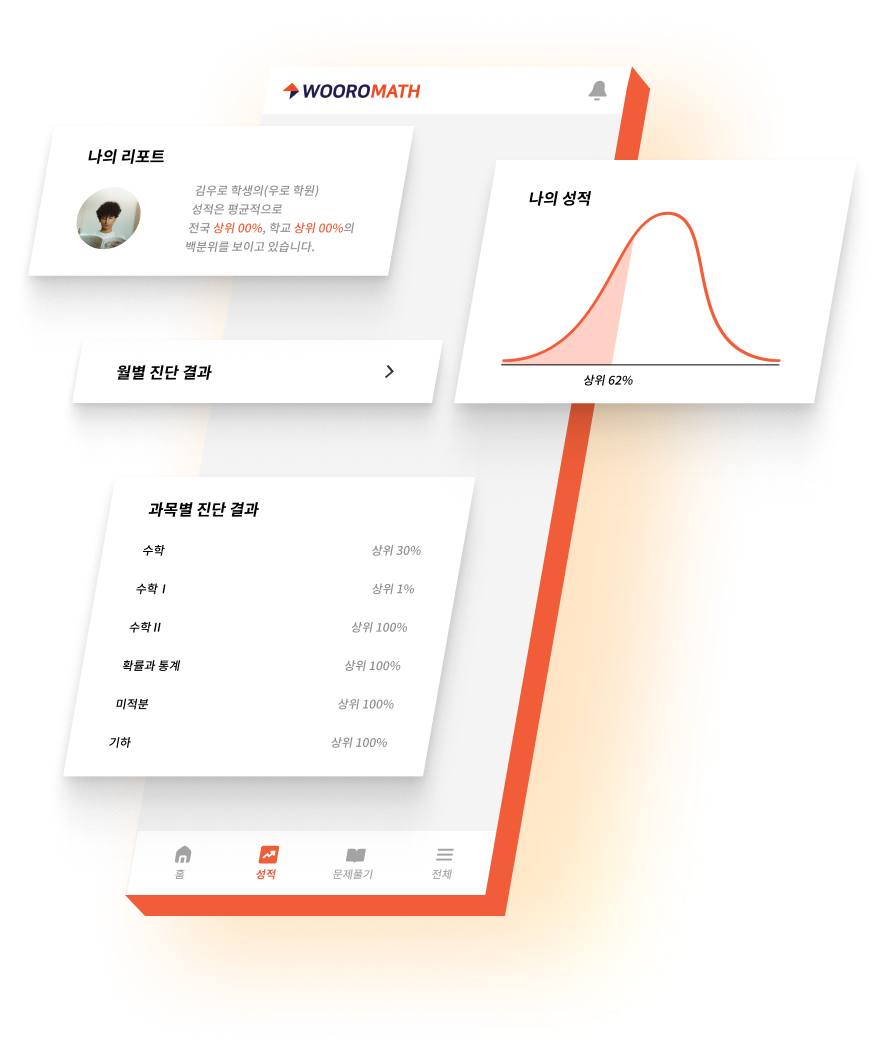 WOOROMATH
나의 리포트
김우로 학생의(우로 학원)
성적은 평균적으로
전국 상위 00%, 학교 상위 00%의
백분위를 보이고 있습니다.
나의 성적
상위 62%
월별 진단 결과
과목별 진단 결과
수학 상위 30%
수학 I 상위 1%
수학 II 상위 100%
확률과 통계 상위 100%
미적분 상위 100%
기하 상위 100%
홈 성적 문제풀기 전체